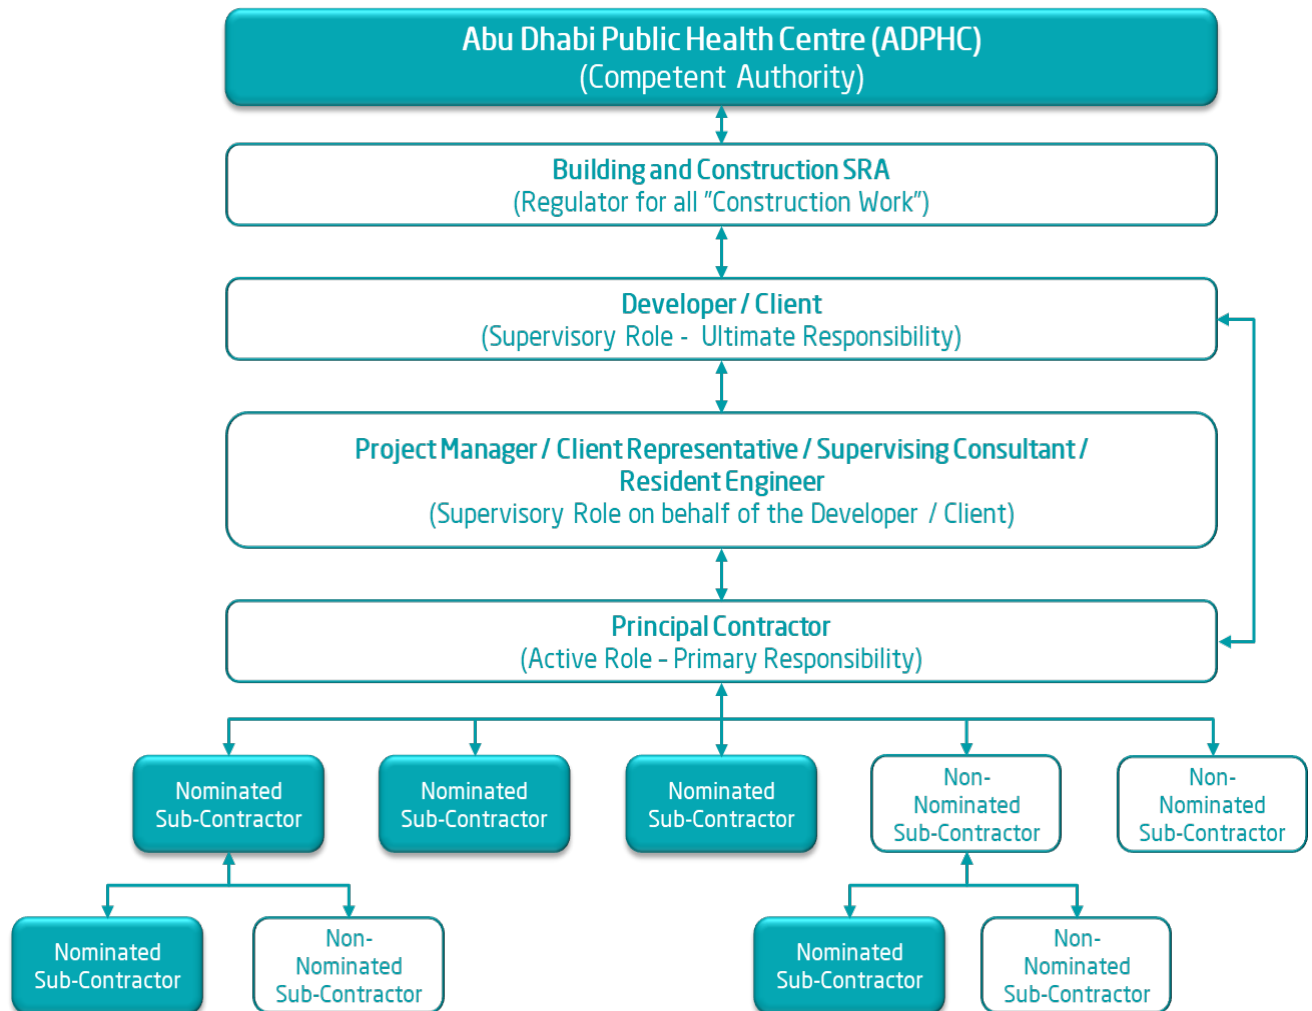 Abu Dhabi Public Health Centre (ADPHC)
(Competent Authority)
Building and Construction SRA
(Regulator for all "Construction Work")
Developer / Client
(Supervisory Role - Ultimate Responsibility)
Project Manager / Client Representative / Supervising Consultant /
Resident Engineer
(Supervisory Role on behalf of the Developer / Client)
Principal Contractor
(Active Role – Primary Responsibility)
Nominated
Sub-Contractor
Nominated
Sub-Contractor
Nominated
Sub-Contractor
Non-
Nominated
Sub-Contractor
Non-
Nominated
Sub-Contractor
Nominated
Sub-Contractor
Non-
Nominated
Sub-Contractor
Nominated
Sub-Contractor
Non-
Nominated
Sub-Contractor